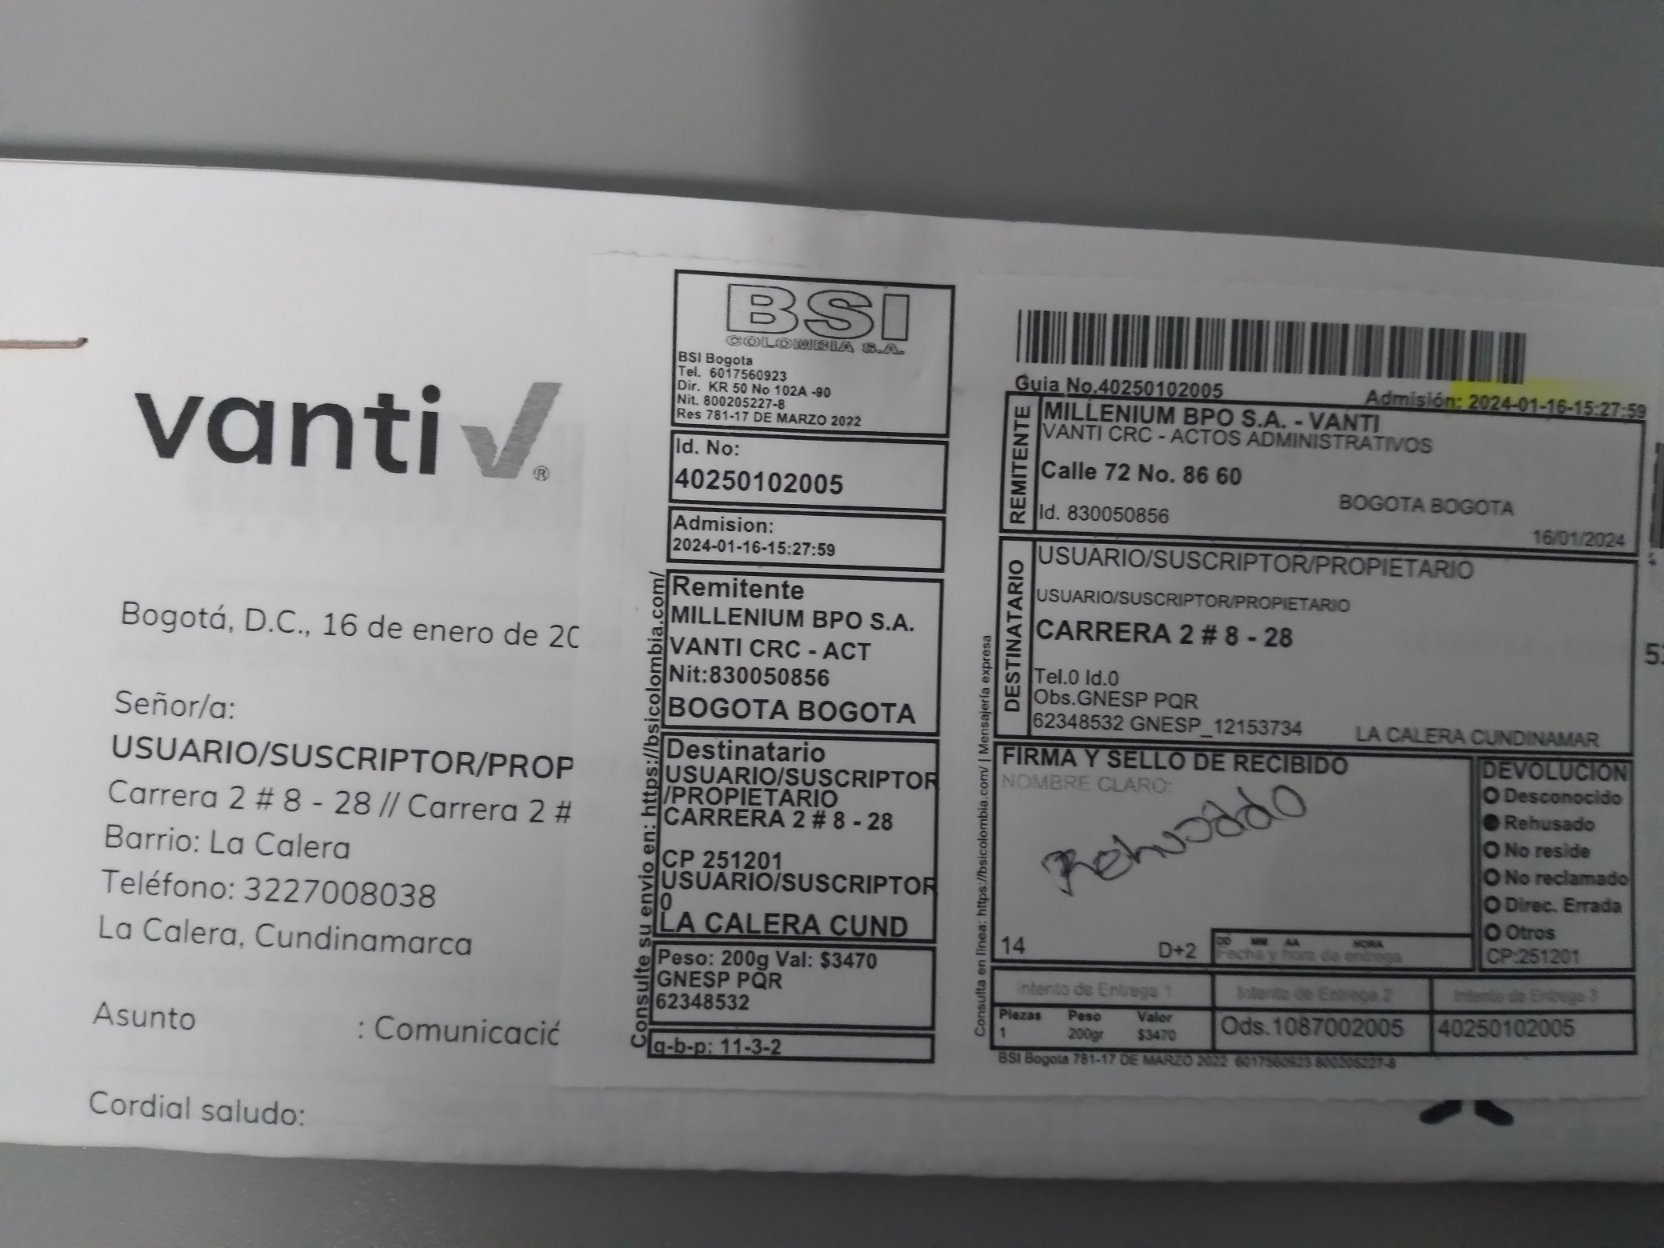 vanti
Bogotá, D.C., 16 de enero de 20
Señor/a:
USUARIO/SUSCRIPTOR/PROP
Carrera 2 # 8 - 28 // Carrera 2 #
Barrio: La Calera
Teléfono: 3227008038
La Calera, Cundinamarca
Asunto : Comunicació
Cordial saludo:
BSI
COLOMBIA S.A.
BSI Bogota
Tel. 6017560923
Dir. KR 50 No 102A -90
Nit. 800205227-8
Res 781-17 DE MARZO 2022
Id. No:
40250102005
Admision:
2024-01-16-15:27:59
Remitente
MILLENIUM BPO S.A.
VANTI CRC - ACT
Nit:830050856
BOGOTA BOGOTA
Destinatario
USUARIO/SUSCRIPTOR
/PROPIETARIO
CARRERA 2 # 8 - 28
CP 251201
USUARIO/SUSCRIPTOR
0
LA CALERA CUND
Peso: 200g Val: $3470
GNESP PQR
62348532
q-b-p: 11-3-2
Consulte su envio en: https://bsicolombia.com/
Guia No.40250102005
Admisión: 2024-01-16-15:27:59
REMITENTE
MILLENIUM BPO S.A. - VANTI
VANTI CRC - ACTOS ADMINISTRATIVOS
Calle 72 No. 86 60
BOGOTA BOGOTA
Id. 830050856
16/01/2024
DESTINATARIO
USUARIO/SUSCRIPTOR/PROPIETARIO
USUARIO/SUSCRIPTOR/PROPIETARIO
CARRERA 2 # 8 - 28
Tel.0 Id.0
Obs.GNESP PQR
62348532 GNESP_12153734
LA CALERA CUNDINAMAR
Consulta en línea: https://bsicolombia.com/ | Mensajería expresa
FIRMA Y SELLO DE RECIBIDO
NOMBRE CLARO:
Rehusado
14
D+2
DD MM AA HORA
Fecha y hora de entrega
DEVOLUCION
Desconocido
Rehusado
No reside
No reclamado
Direc. Errada
Otros
CP:251201
Intento de Entrega 1
Intento de Entrega 2
Intento de Entrega 3
Piezas Peso Valor
1 200gr $3470
Ods.1087002005
40250102005
BSI Bogota 781-17 DE MARZO 2022 6017560923 800205227-8